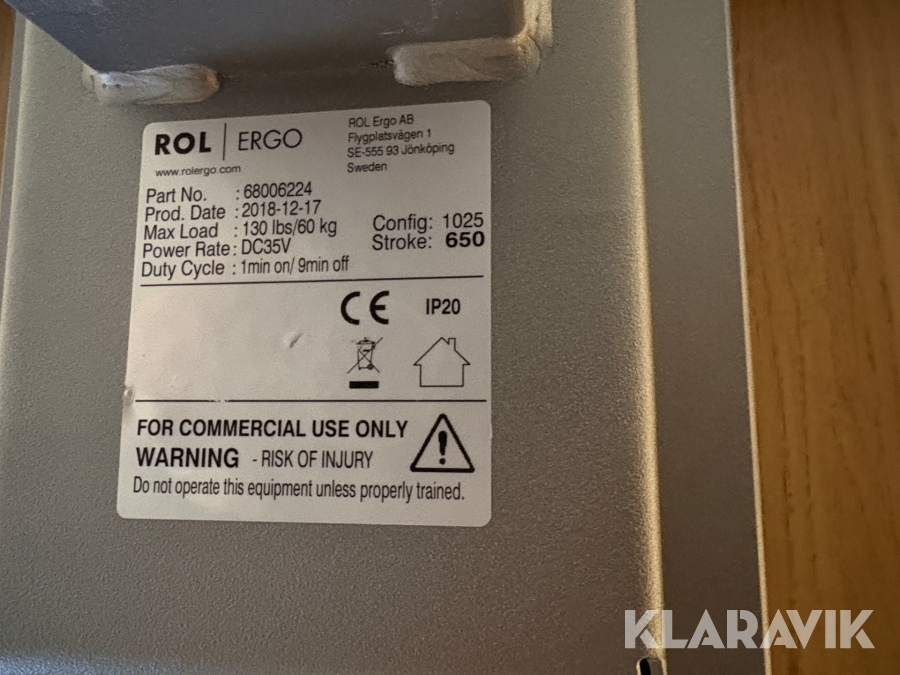 ROL | ERGO
www.rolergo.com
ROL Ergo AB
Flygplatsvägen 1
SE-555 93 Jönköping
Sweden
Part No. : 68006224
Prod. Date : 2018-12-17
Max Load : 130 lbs/60 kg
Power Rate : DC35V
Duty Cycle : 1min on/ 9min off
Config: 1025
Stroke: 650
CE IP20
FOR COMMERCIAL USE ONLY
WARNING - RISK OF INJURY
Do not operate this equipment unless properly trained.
KLARAVIK